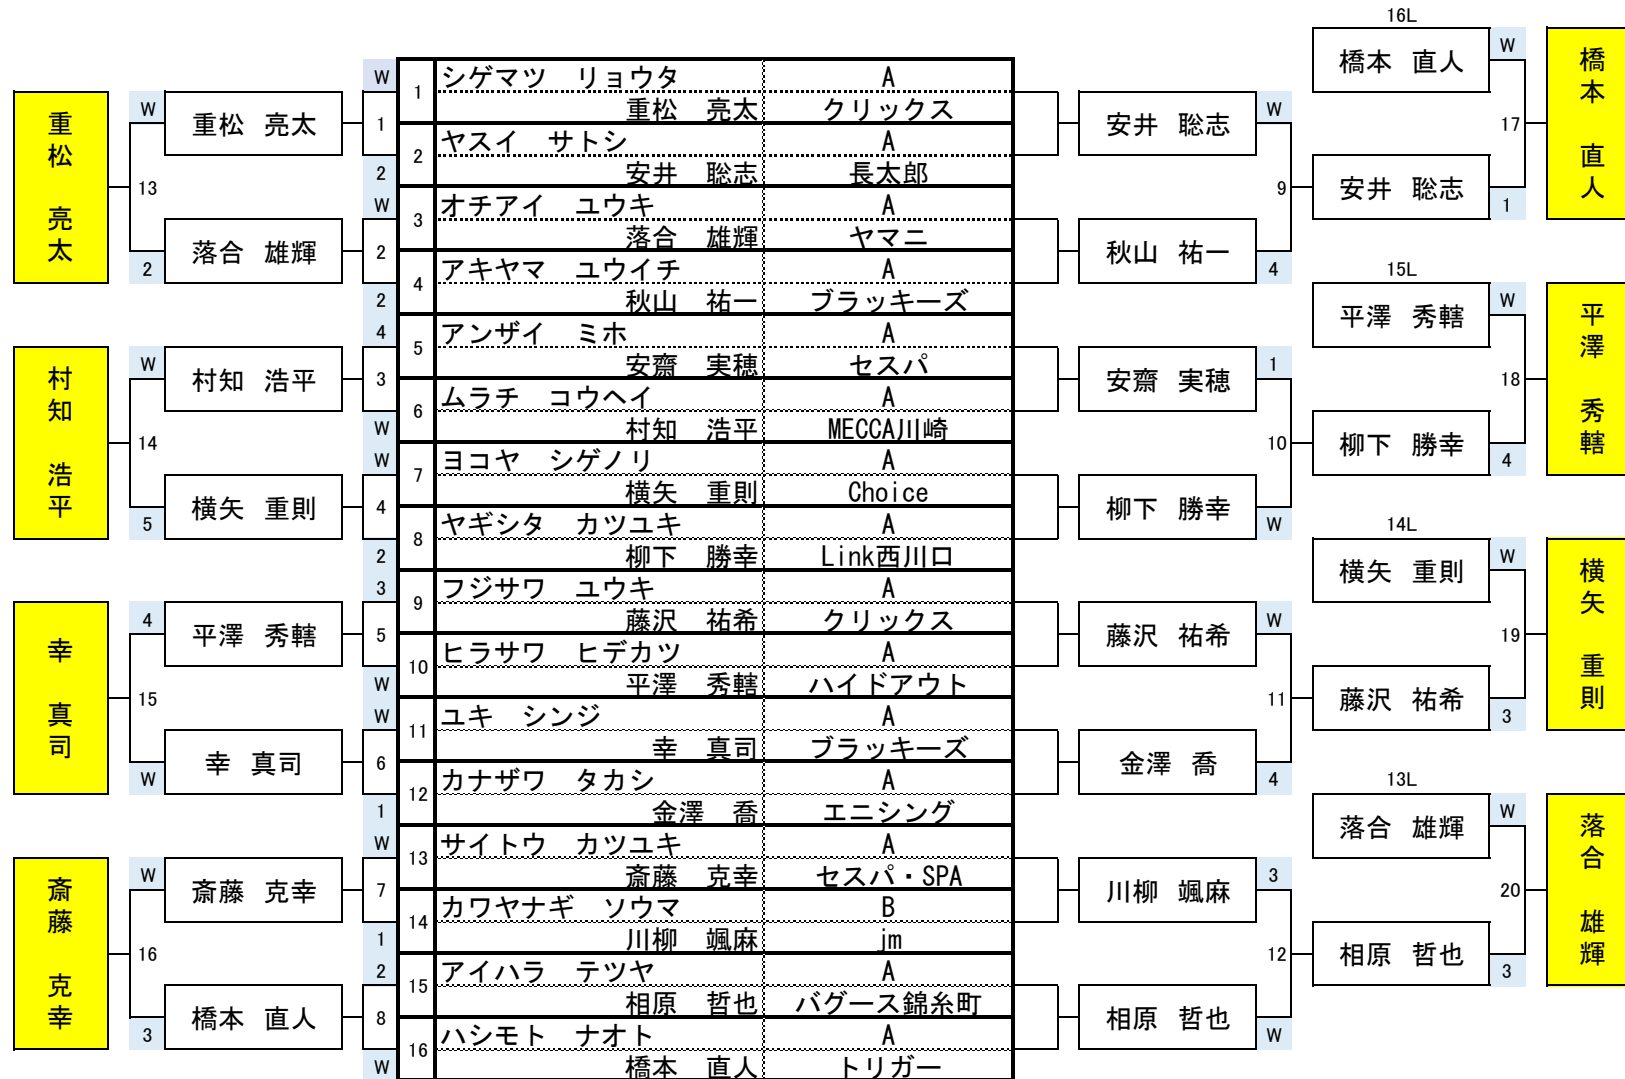 16L
W
橋本 直人
17
安井 聡志
1
橋本 直人
W
1
シゲマツ リョウタ
A
重松 亮太
クリックス
W
重松 亮太
1
2
ヤスイ サトシ
A
安井 聡志
長太郎
2
安井 聡志
W
重松 亮太
13
9
W
3
オチアイ ユウキ
A
落合 雄輝
ヤマニ
落合 雄輝
2
2
4
アキヤマ ユウイチ
A
秋山 祐一
ブラッキーズ
2
秋山 祐一
4
15L
平澤 秀轄
W
18
柳下 勝幸
4
平澤 秀轄
4
5
アンザイ ミホ
A
安齋 実穂
セスパ
W
村知 浩平
3
6
ムラチ コウヘイ
A
村知 浩平
MECCA川崎
W
安齋 実穂
1
村知 浩平
14
10
W
7
ヨコヤ シゲノリ
A
横矢 重則
Choice
横矢 重則
5
4
8
ヤギシタ カツユキ
A
柳下 勝幸
Link西川口
2
柳下 勝幸
W
14L
横矢 重則
W
19
藤沢 祐希
3
横矢 重則
3
9
フジサワ ユウキ
A
藤沢 祐希
クリックス
4
平澤 秀轄
5
10
ヒラサワ ヒデカツ
A
平澤 秀轄
ハイドアウト
W
藤沢 祐希
W
幸 真司
15
11
W
11
ユキ シンジ
A
幸 真司
ブラッキーズ
幸 真司
W
6
12
カナザワ タカシ
A
金澤 喬
エニシング
1
金澤 喬
4
13L
落合 雄輝
W
20
相原 哲也
3
落合 雄輝
W
13
サイトウ カツユキ
A
斎藤 克幸
セスパ・SPA
W
斎藤 克幸
7
14
カワヤナギ ソウマ
B
川柳 颯麻
jm
1
川柳 颯麻
3
斎藤 克幸
16
12
2
15
アイハラ テツヤ
A
相原 哲也
バグース錦糸町
橋本 直人
3
8
16
ハシモト ナオト
A
橋本 直人
トリガー
W
相原 哲也
W